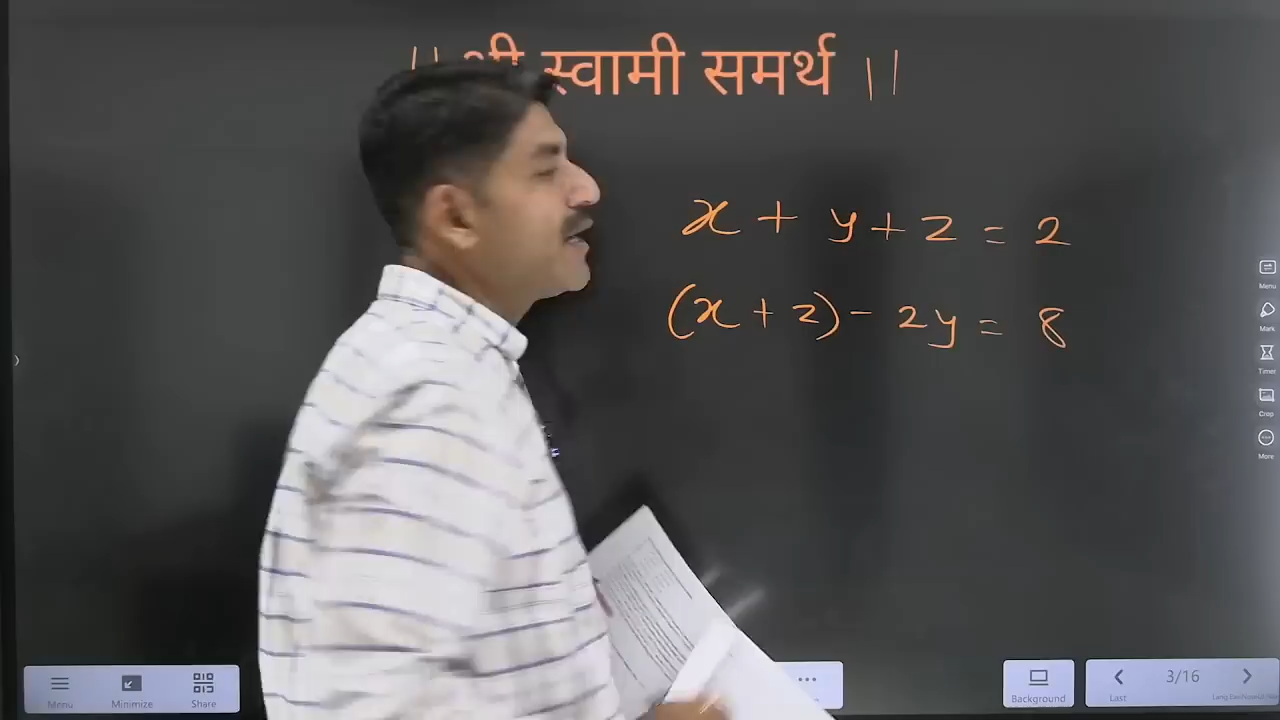 || श्री स्वामी समर्थ ||
x + y + z = 2
(x + z) - 2y = 8
Menu
Mark
Timer
Crop
More
Menu
Minimize
Share
Background
Last
3/16